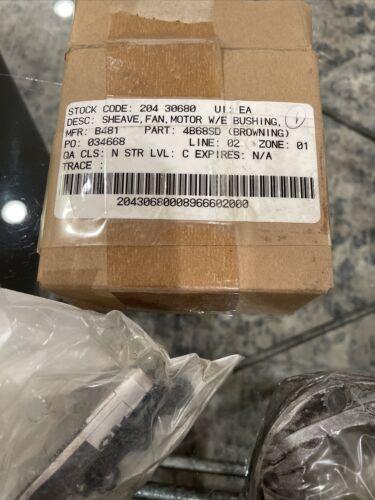 STOCK CODE: 204 30680 UI: EA
DESC: SHEAVE,FAN,MOTOR W/E BUSHING, 1
MFR: B481 PART: 4B68SD (BROWNING)
PO: 034668 LINE: 02 ZONE: 01
QA CLS: N STR LVL: C EXPIRES: N/A
TRACE :
20430680008966602000